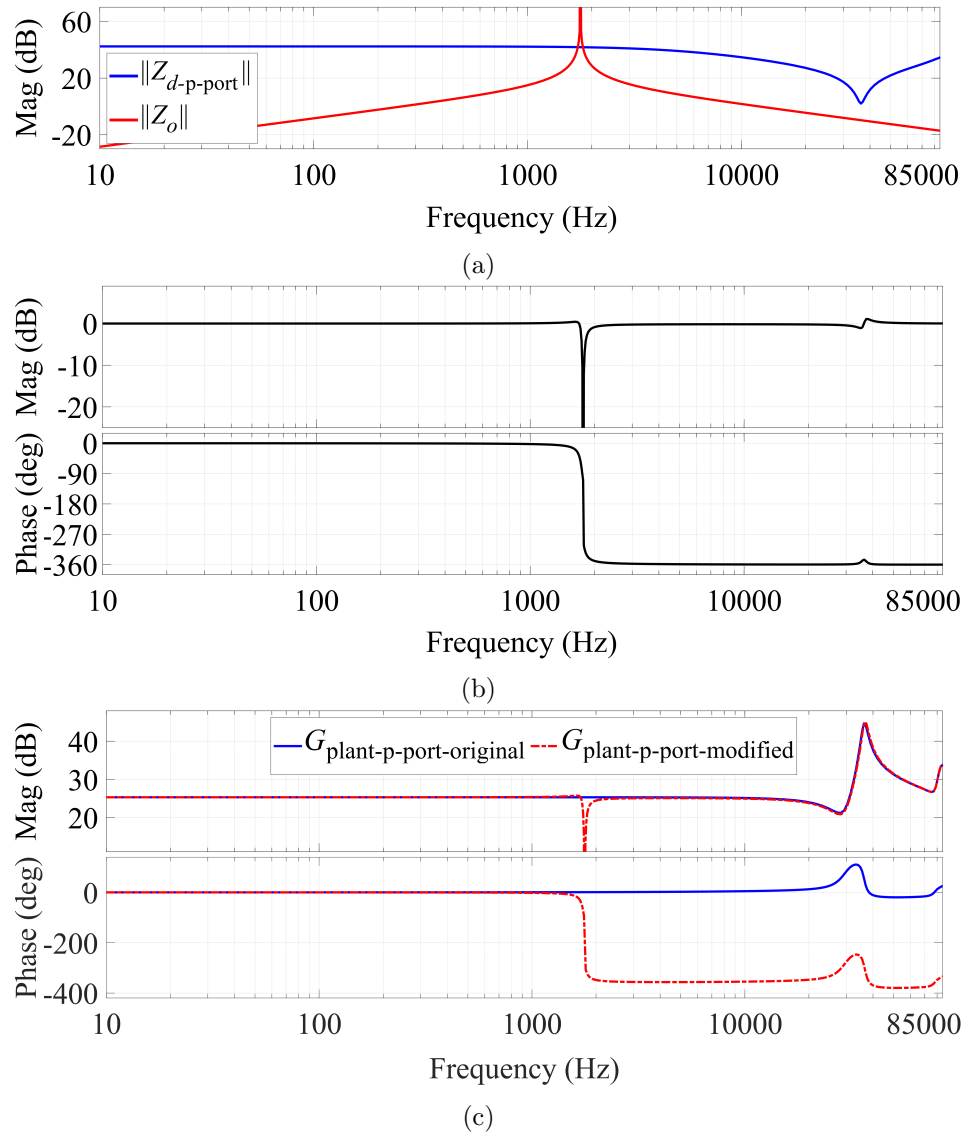 Mag (dB)
60
20
-20
‖Z_{d-p-port}‖
‖Z_o‖
10 100 1000 10000 85000
Frequency (Hz)
(a)
Mag (dB)
0
-10
-20
Phase (deg)
0
-90
-180
-270
-360
10 100 1000 10000 85000
Frequency (Hz)
(b)
Mag (dB)
40
30
20
G_{plant-p-port-original} G_{plant-p-port-modified}
Phase (deg)
0
-200
-400
10 100 1000 10000 85000
Frequency (Hz)
(c)